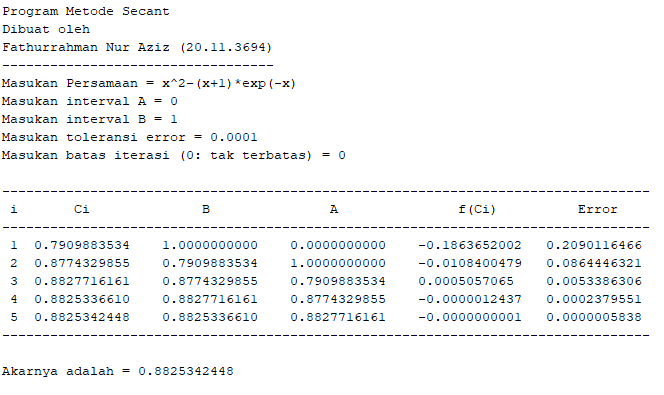 Program Metode Secant
Dibuat oleh
Fathurrahman Nur Aziz (20.11.3694)
----------------------------------
Masukan Persamaan = x^2-(x+1)*exp(-x)
Masukan interval A = 0
Masukan interval B = 1
Masukan toleransi error = 0.0001
Masukan batas iterasi (0: tak terbatas) = 0
---------------------------------------------------------------------------------
i Ci B A f(Ci) Error
---------------------------------------------------------------------------------
1 0.7909883534 1.0000000000 0.0000000000 -0.1863652002 0.2090116466
2 0.8774329855 0.7909883534 1.0000000000 -0.0108400479 0.0864446321
3 0.8827716161 0.8774329855 0.7909883534 0.0005057065 0.0053386306
4 0.8825336610 0.8827716161 0.8774329855 -0.0000012437 0.0002379551
5 0.8825342448 0.8825336610 0.8827716161 -0.0000000001 0.0000005838
---------------------------------------------------------------------------------
Akarnya adalah = 0.8825342448